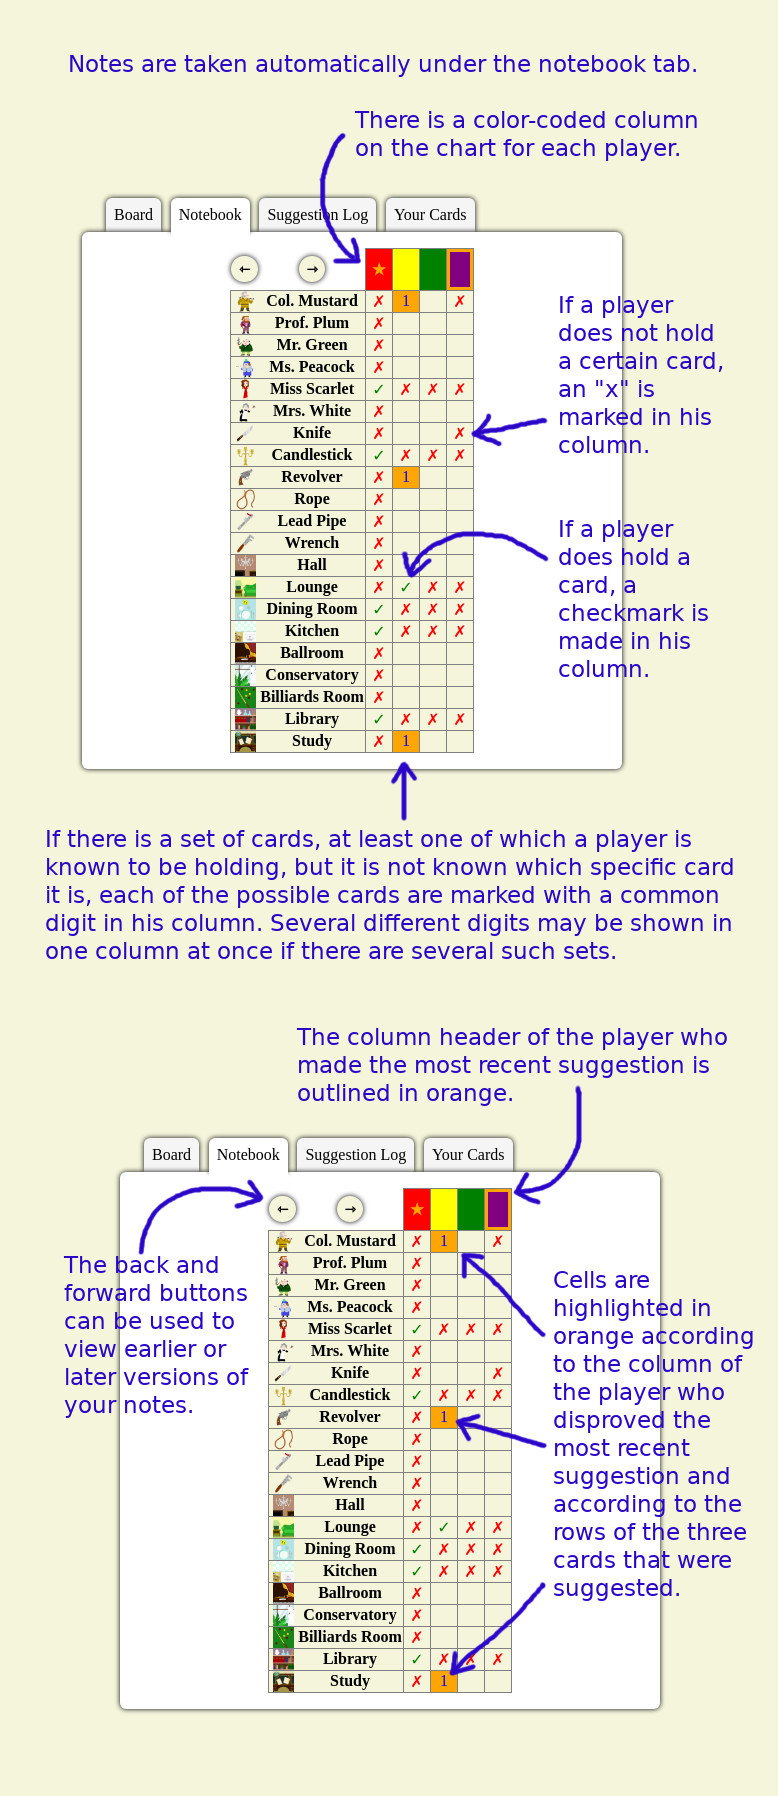 Notes are taken automatically under the notebook tab.
There is a color-coded column
on the chart for each player.
Board Notebook Suggestion Log Your Cards
← → ★
Col. Mustard ✗ 1 ✗
Prof. Plum ✗
Mr. Green ✗
Ms. Peacock ✗
Miss Scarlet ✓ ✗ ✗ ✗
Mrs. White ✗
Knife ✗ ✗
Candlestick ✓ ✗ ✗ ✗
Revolver ✗ 1
Rope ✗
Lead Pipe ✗
Wrench ✗
Hall ✗
Lounge ✗ ✓ ✗ ✗
Dining Room ✓ ✗ ✗ ✗
Kitchen ✓ ✗ ✗ ✗
Ballroom ✗
Conservatory ✗
Billiards Room ✗
Library ✓ ✗ ✗ ✗
Study ✗ 1
If a player
does not hold
a certain card,
an "x" is
marked in his
column.
If a player
does hold a
card, a
checkmark is
made in his
column.
If there is a set of cards, at least one of which a player is
known to be holding, but it is not known which specific card
it is, each of the possible cards are marked with a common
digit in his column. Several different digits may be shown in
one column at once if there are several such sets.
The column header of the player who
made the most recent suggestion is
outlined in orange.
Board Notebook Suggestion Log Your Cards
← → ★
The back and
forward buttons
can be used to
view earlier or
later versions of
your notes.
Col. Mustard ✗ 1 ✗
Prof. Plum ✗
Mr. Green ✗
Ms. Peacock ✗
Miss Scarlet ✓ ✗ ✗ ✗
Mrs. White ✗
Knife ✗ ✗
Candlestick ✓ ✗ ✗ ✗
Revolver ✗ 1
Rope ✗
Lead Pipe ✗
Wrench ✗
Hall ✗
Lounge ✗ ✓ ✗ ✗
Dining Room ✓ ✗ ✗ ✗
Kitchen ✓ ✗ ✗ ✗
Ballroom ✗
Conservatory ✗
Billiards Room ✗
Library ✓ ✗ ✗ ✗
Study ✗ 1
Cells are
highlighted in
orange according
to the column of
the player who
disproved the
most recent
suggestion and
according to the
rows of the three
cards that were
suggested.